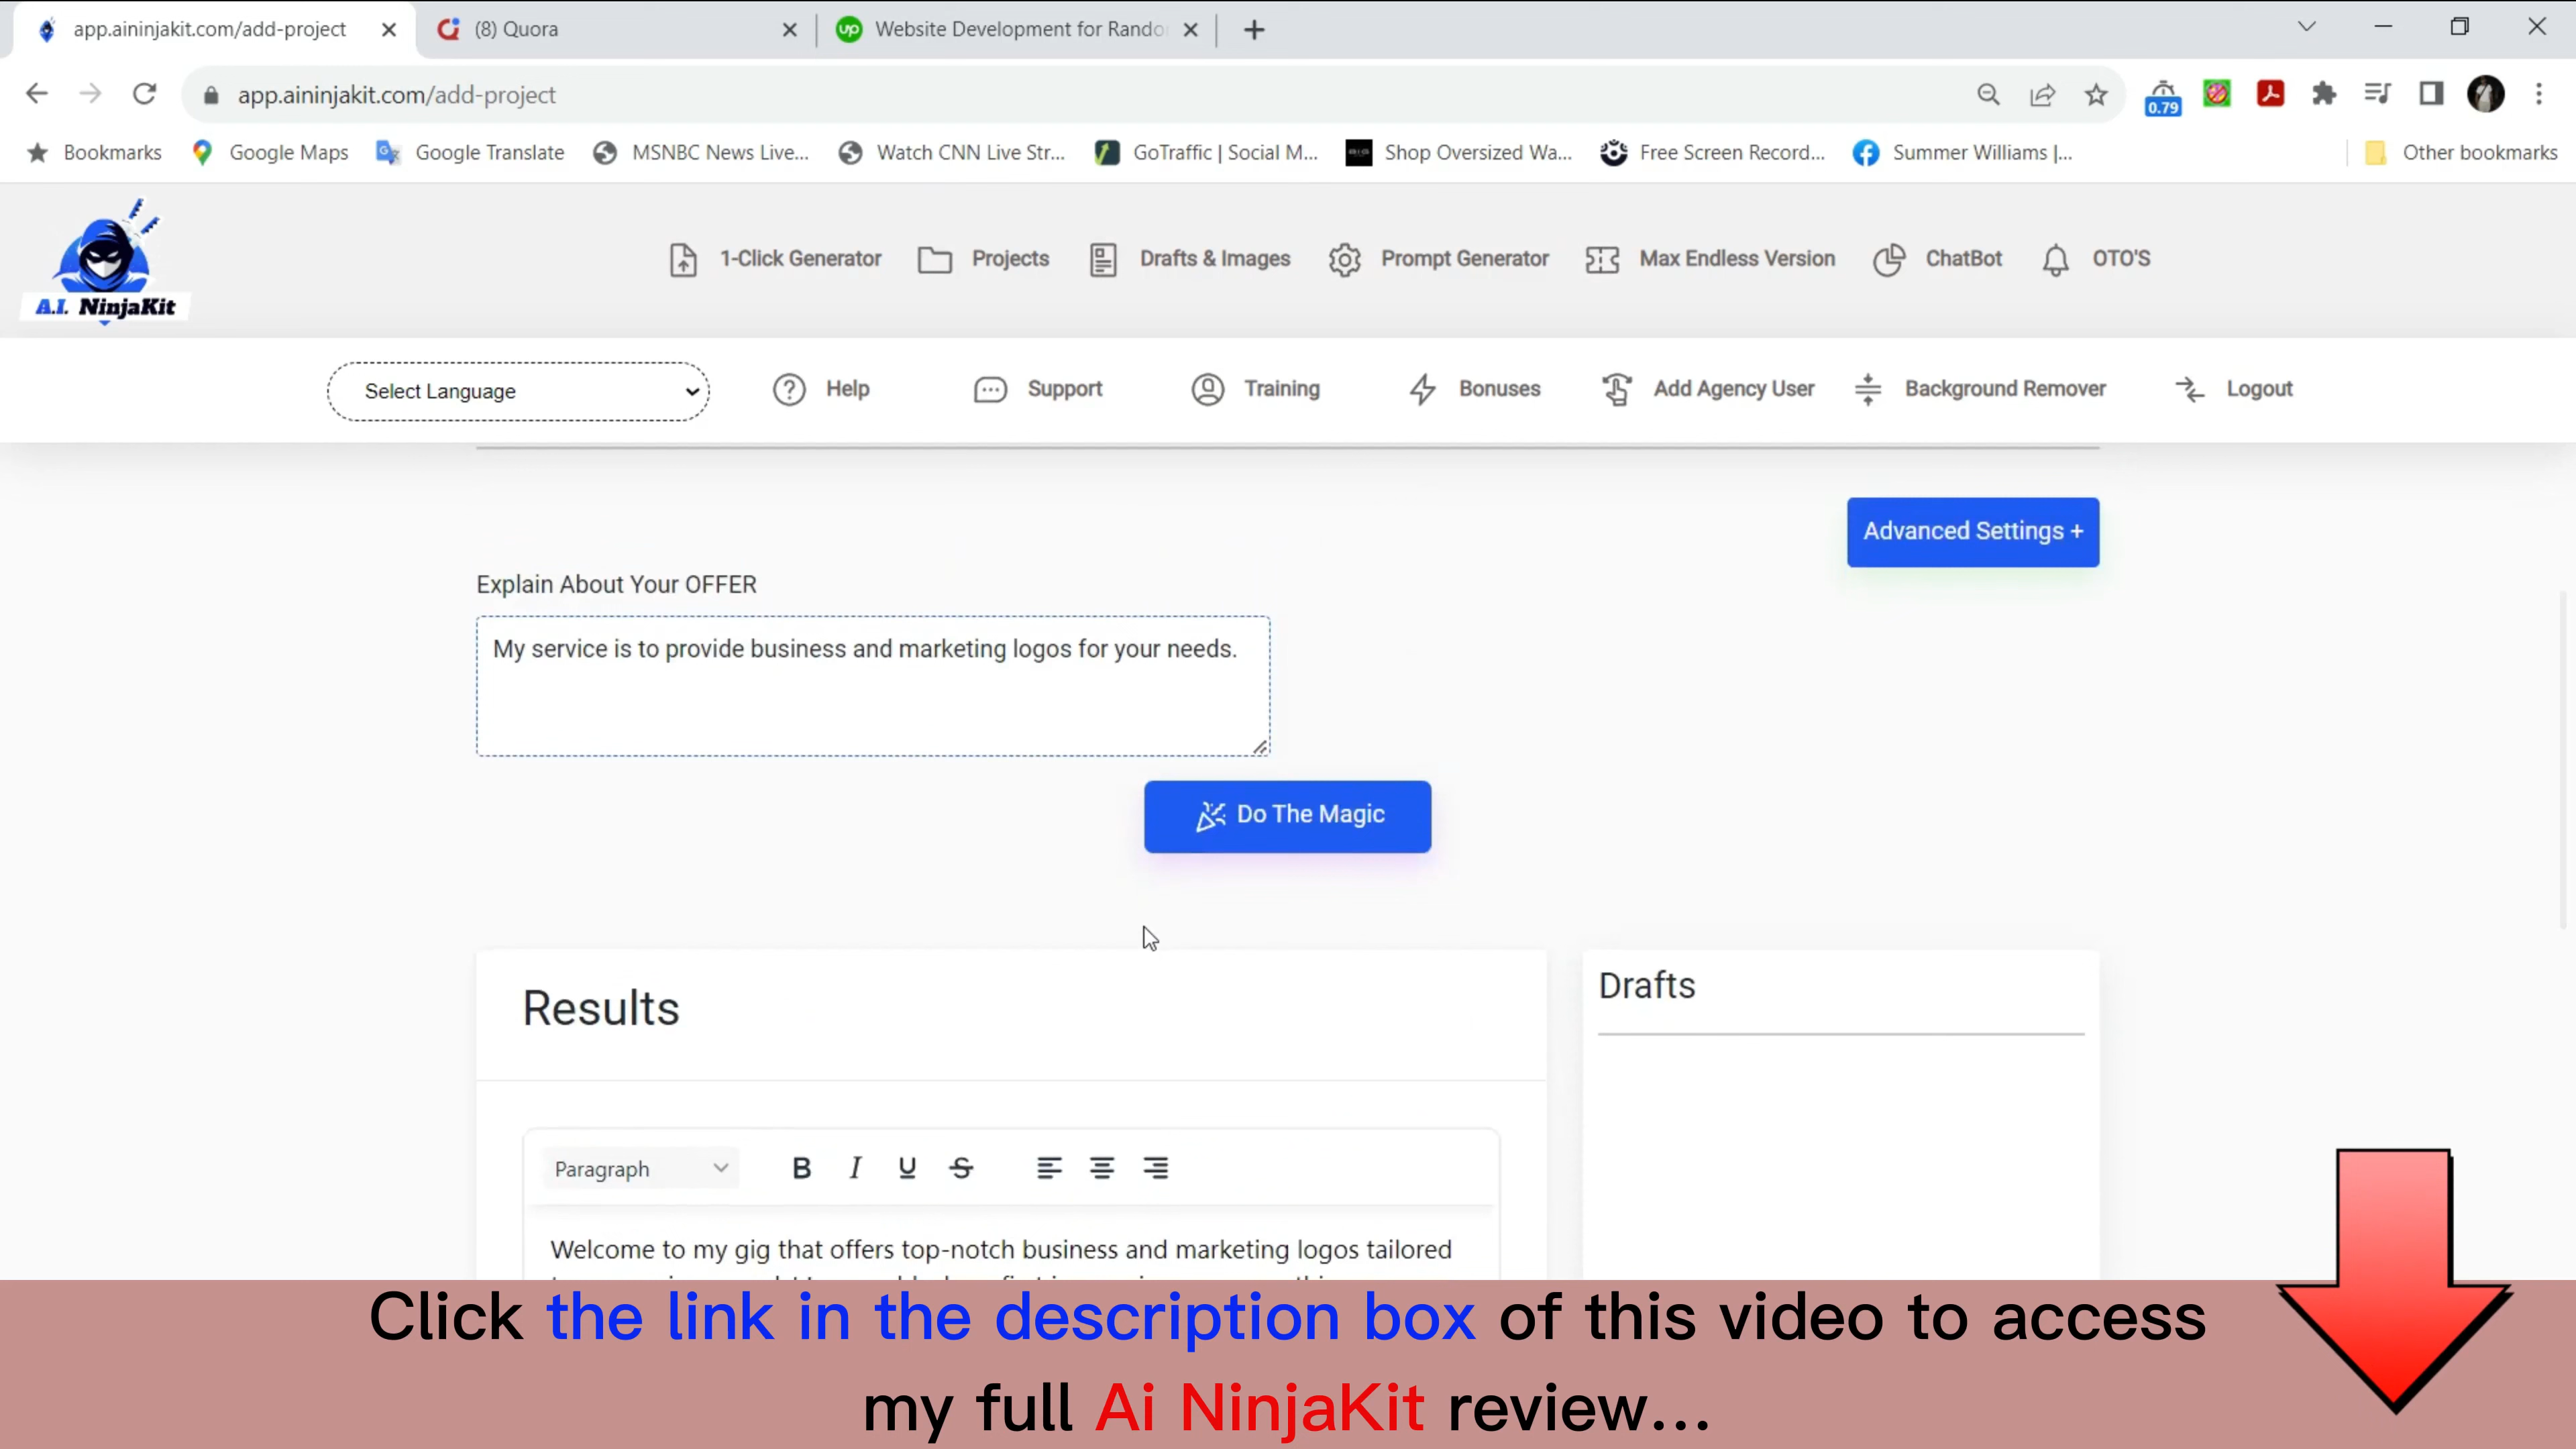 app.aininjakit.com/add-project
(8) Quora
Website Development for Rando
app.aininjakit.com/add-project
0.79
Bookmarks
Google Maps
Google Translate
MSNBC News Live...
Watch CNN Live Str...
GoTraffic | Social M...
Shop Oversized Wa...
Free Screen Record...
Summer Williams |...
Other bookmarks
A.I. NinjaKit
1-Click Generator
Projects
Drafts & Images
Prompt Generator
Max Endless Version
ChatBot
OTO'S
Select Language
Help
Support
Training
Bonuses
Add Agency User
Background Remover
Logout
Advanced Settings +
Explain About Your OFFER
My service is to provide business and marketing logos for your needs.
Do The Magic
Results
Drafts
Paragraph
B I U S
Welcome to my gig that offers top-notch business and marketing logos tailored
Click the link in the description box of this video to access
my full Ai NinjaKit review...